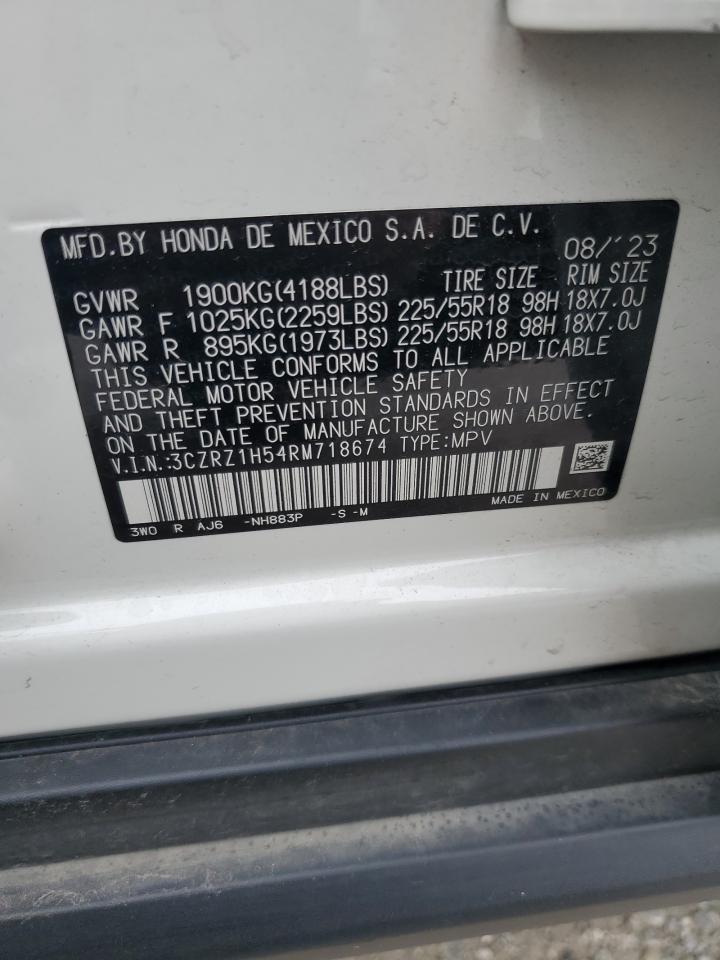 MFD.BY HONDA DE MEXICO S.A. DE C.V. 08/'23
GVWR 1900KG(4188LBS) TIRE SIZE RIM SIZE
GAWR F 1025KG(2259LBS) 225/55R18 98H 18X7.0J
GAWR R 895KG(1973LBS) 225/55R18 98H 18X7.0J
THIS VEHICLE CONFORMS TO ALL APPLICABLE
FEDERAL MOTOR VEHICLE SAFETY
AND THEFT PREVENTION STANDARDS IN EFFECT
ON THE DATE OF MANUFACTURE SHOWN ABOVE.
V.I.N.:3CZRZ1H54RM718674 TYPE:MPV
3W0 R AJ6 -NH883P -S -M MADE IN MEXICO